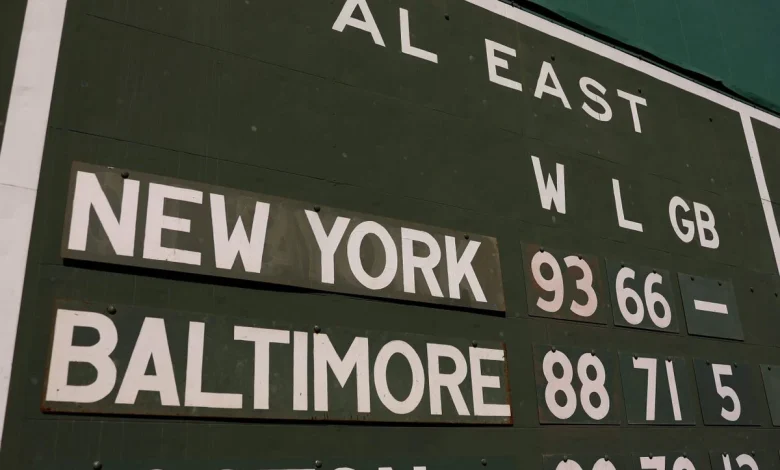 AL EAST
W L GB
NEW YORK 93 66 –
BALTIMORE 88 71 5